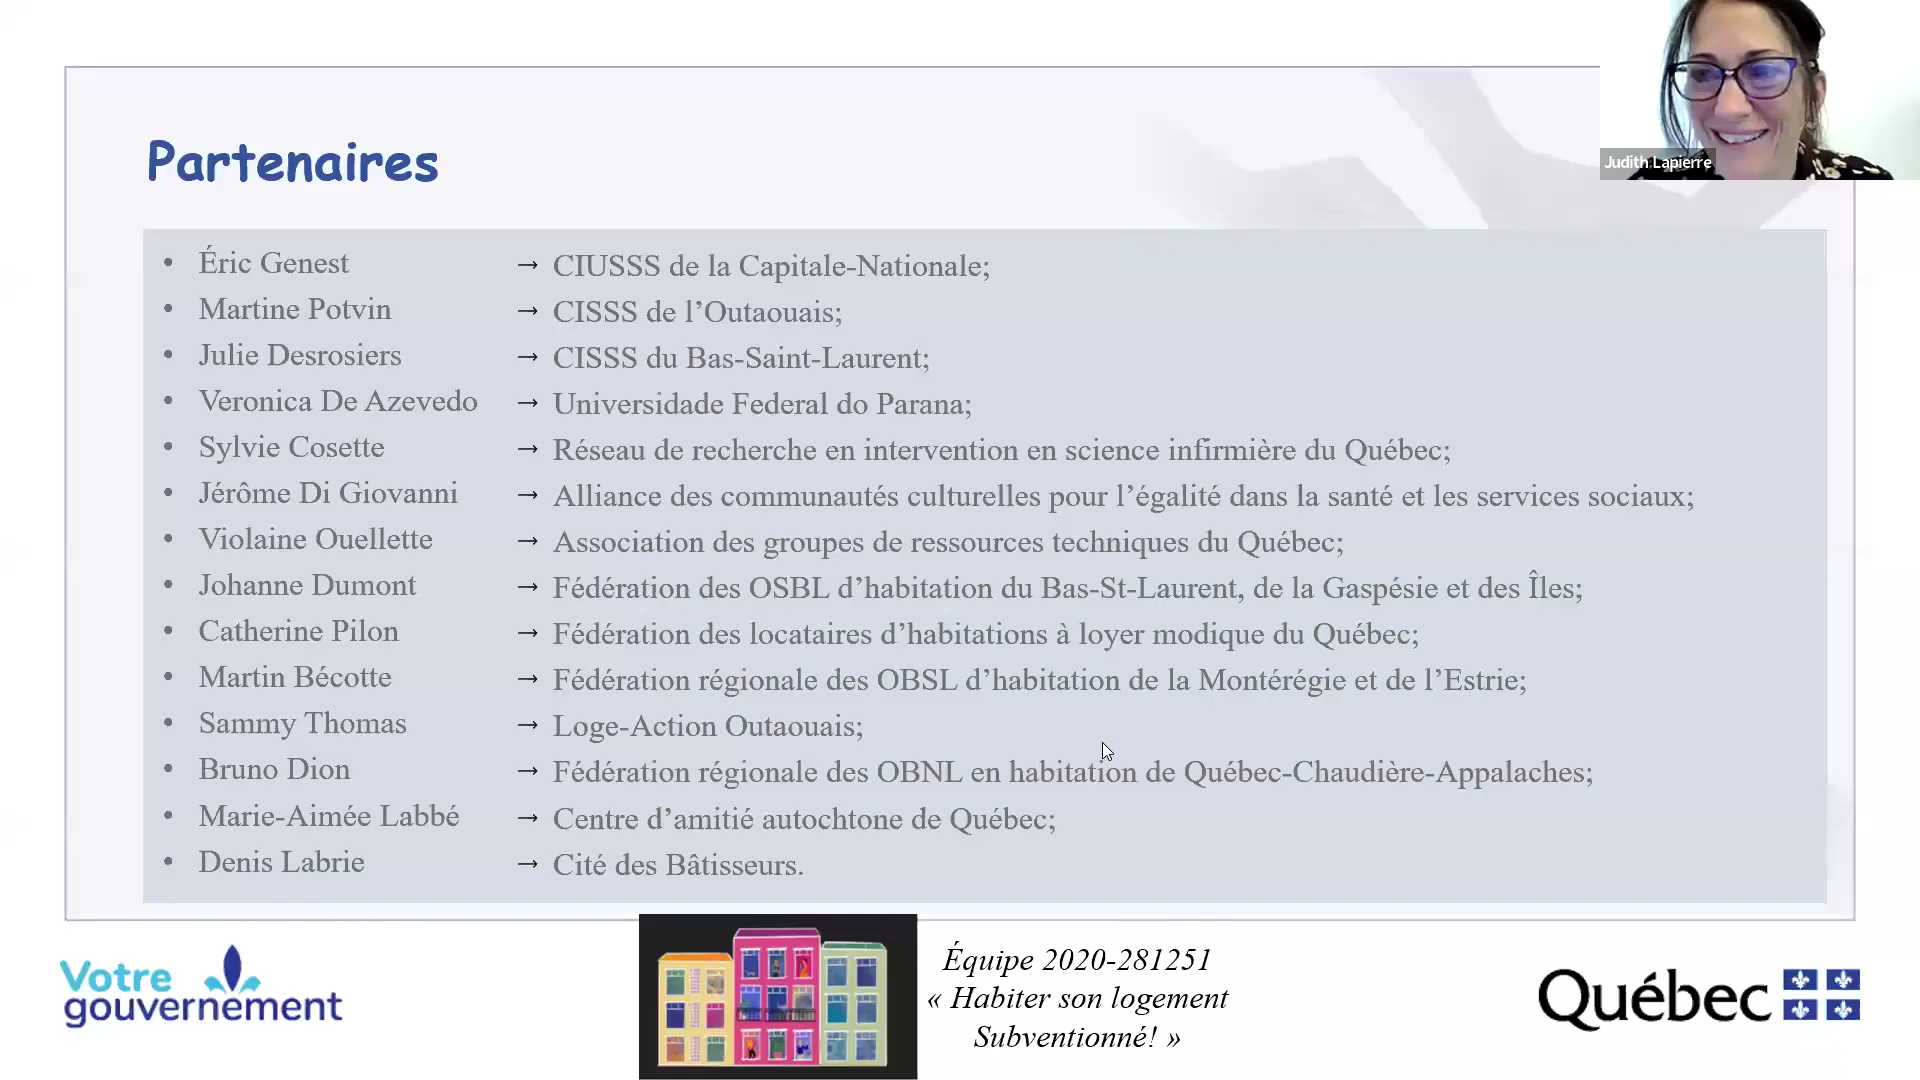 Judith Lapierre
Partenaires
• Éric Genest → CIUSSS de la Capitale-Nationale;
• Martine Potvin → CISSS de l’Outaouais;
• Julie Desrosiers → CISSS du Bas-Saint-Laurent;
• Veronica De Azevedo → Universidade Federal do Parana;
• Sylvie Cosette → Réseau de recherche en intervention en science infirmière du Québec;
• Jérôme Di Giovanni → Alliance des communautés culturelles pour l’égalité dans la santé et les services sociaux;
• Violaine Ouellette → Association des groupes de ressources techniques du Québec;
• Johanne Dumont → Fédération des OSBL d’habitation du Bas-St-Laurent, de la Gaspésie et des Îles;
• Catherine Pilon → Fédération des locataires d’habitations à loyer modique du Québec;
• Martin Bécotte → Fédération régionale des OBSL d’habitation de la Montérégie et de l’Estrie;
• Sammy Thomas → Loge-Action Outaouais;
• Bruno Dion → Fédération régionale des OBNL en habitation de Québec-Chaudière-Appalaches;
• Marie-Aimée Labbé → Centre d’amitié autochtone de Québec;
• Denis Labrie → Cité des Bâtisseurs.
Votre
gouvernement
Équipe 2020-281251
« Habiter son logement
Subventionné! »
Québec